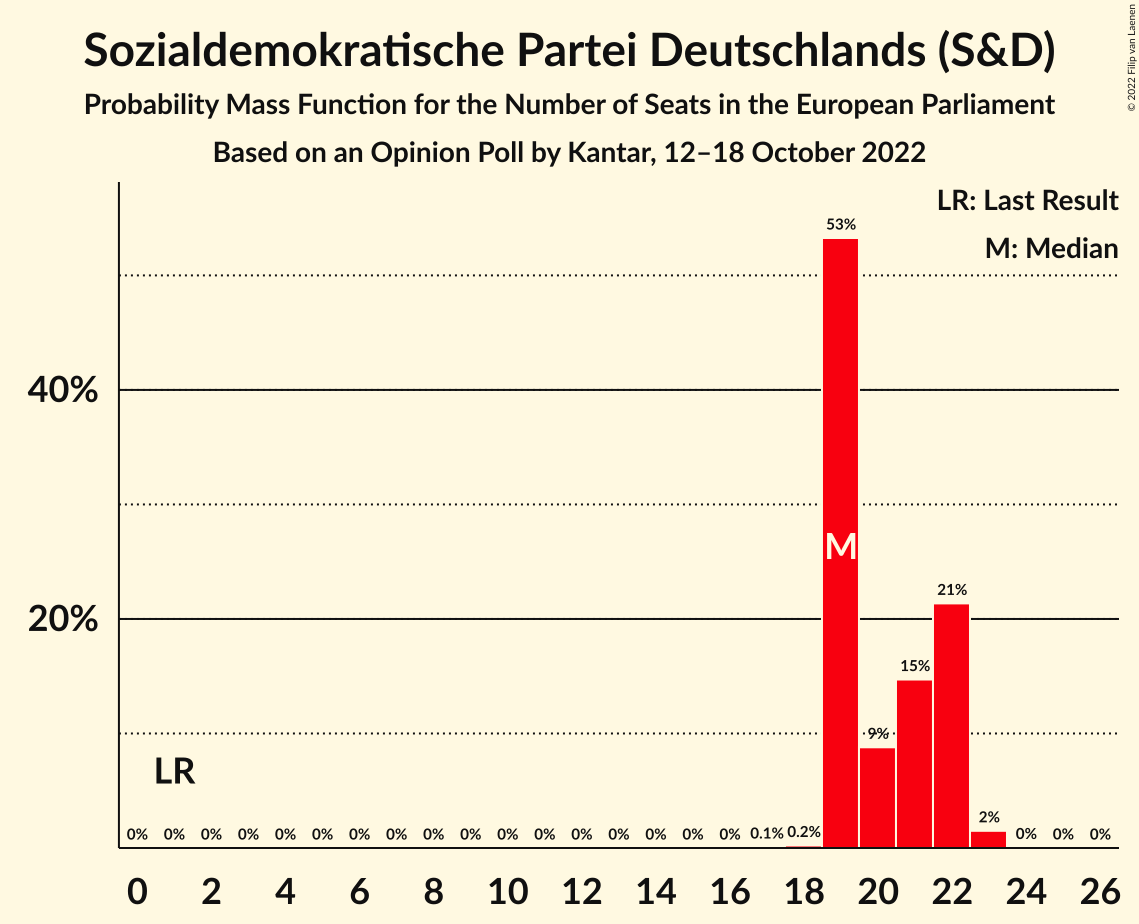 Sozialdemokratische Partei Deutschlands (S&D)
Probability Mass Function for the Number of Seats in the European Parliament
Based on an Opinion Poll by Kantar, 12–18 October 2022
© 2022 Filip van Laenen
LR: Last Result
M: Median
53%
40%
M
21%
20%
15%
9%
LR
2%
0% 0% 0% 0% 0% 0% 0% 0% 0% 0% 0% 0% 0% 0% 0% 0% 0% 0.1% 0.2% 0% 0% 0%
0 2 4 6 8 10 12 14 16 18 20 22 24 26